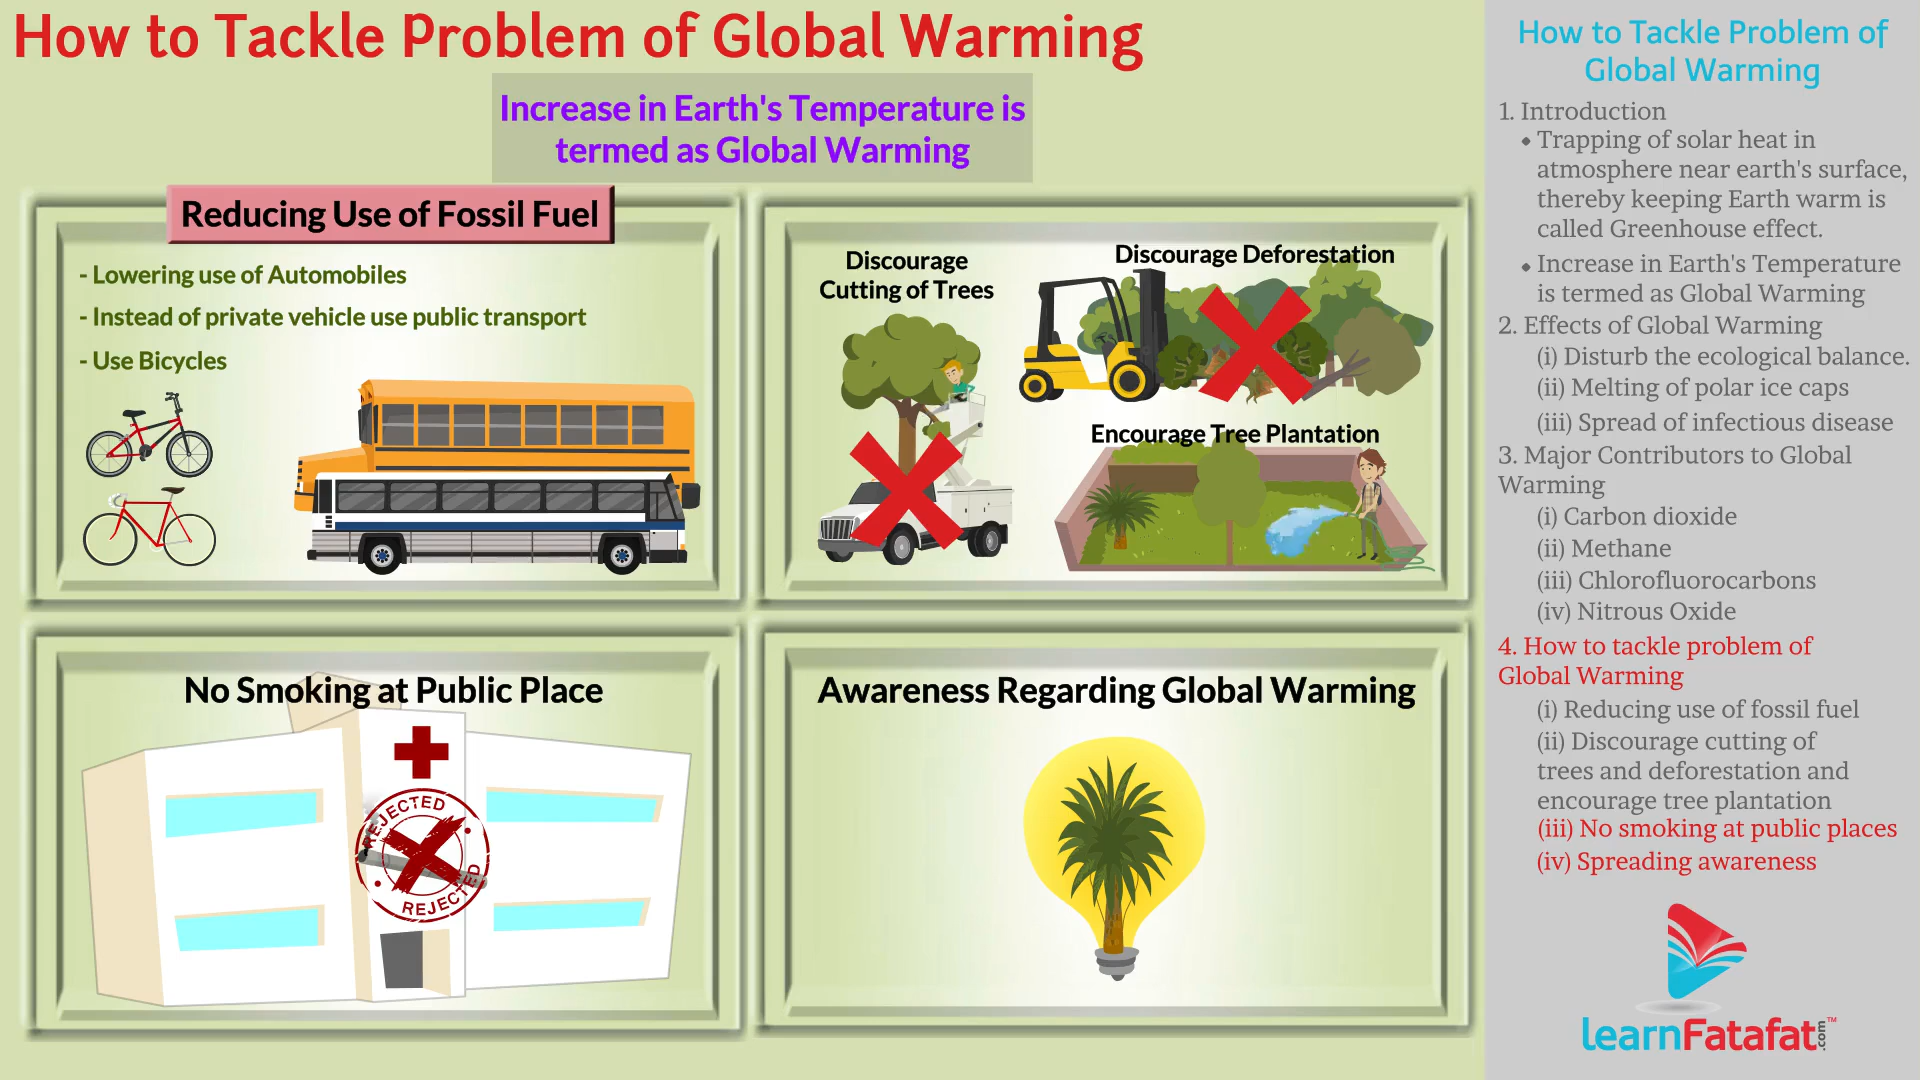 How to Tackle Problem of Global Warming
Increase in Earth's Temperature is
termed as Global Warming
Reducing Use of Fossil Fuel
- Lowering use of Automobiles
- Instead of private vehicle use public transport
- Use Bicycles
Discourage
Cutting of Trees
Discourage Deforestation
Encourage Tree Plantation
No Smoking at Public Place
REJECTED
REJECTED
Awareness Regarding Global Warming
How to Tackle Problem of
Global Warming
1. Introduction
• Trapping of solar heat in
atmosphere near earth's surface,
thereby keeping Earth warm is
called Greenhouse effect.
• Increase in Earth's Temperature
is termed as Global Warming
2. Effects of Global Warming
(i) Disturb the ecological balance.
(ii) Melting of polar ice caps
(iii) Spread of infectious disease
3. Major Contributors to Global
Warming
(i) Carbon dioxide
(ii) Methane
(iii) Chlorofluorocarbons
(iv) Nitrous Oxide
4. How to tackle problem of
Global Warming
(i) Reducing use of fossil fuel
(ii) Discourage cutting of
trees and deforestation and
encourage tree plantation
(iii) No smoking at public places
(iv) Spreading awareness
learnFatafat.com™